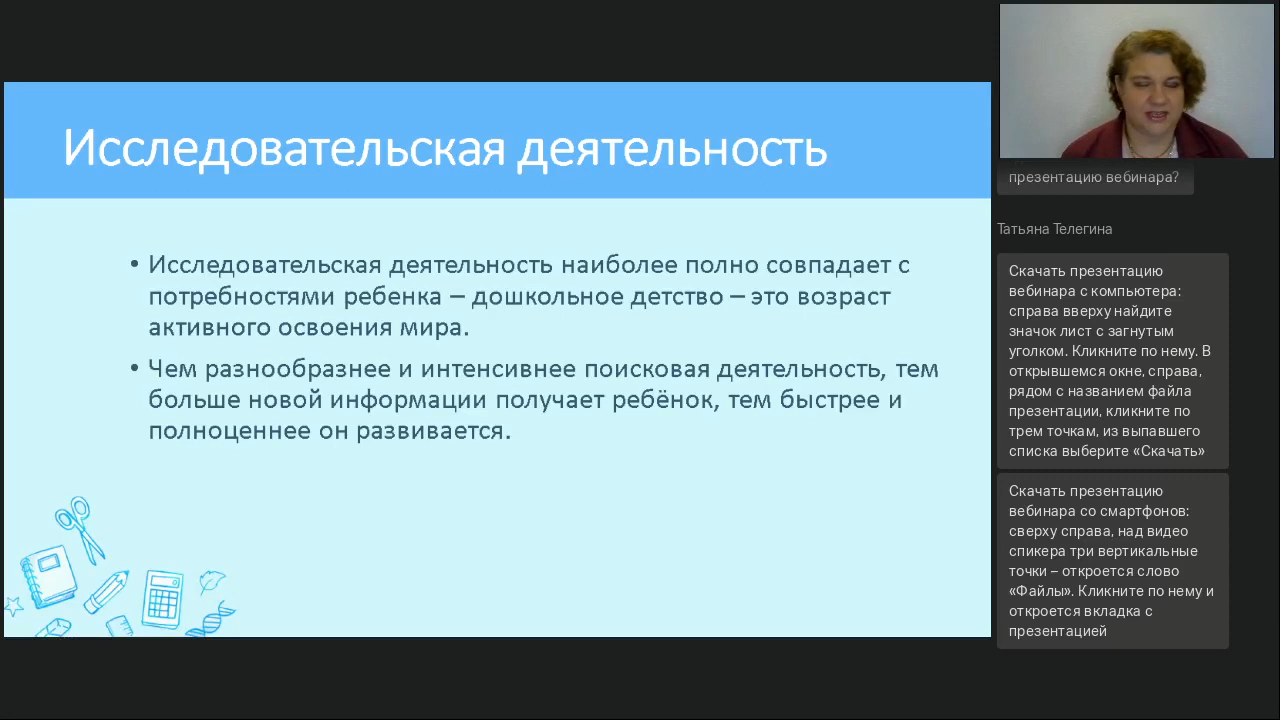 Исследовательская деятельность
• Исследовательская деятельность наиболее полно совпадает с
потребностями ребенка – дошкольное детство – это возраст
активного освоения мира.
• Чем разнообразнее и интенсивнее поисковая деятельность, тем
больше новой информации получает ребёнок, тем быстрее и
полноценнее он развивается.
презентацию вебинара?
Татьяна Телегина
Скачать презентацию
вебинара с компьютера:
справа вверху найдите
значок лист с загнутым
уголком. Кликните по нему. В
открывшемся окне, справа,
рядом с названием файла
презентации, кликните по
трем точкам, из выпавшего
списка выберите «Скачать»
Скачать презентацию
вебинара со смартфонов:
сверху справа, над видео
спикера три вертикальные
точки – откроется слово
«Файлы». Кликните по нему и
откроется вкладка с
презентацией